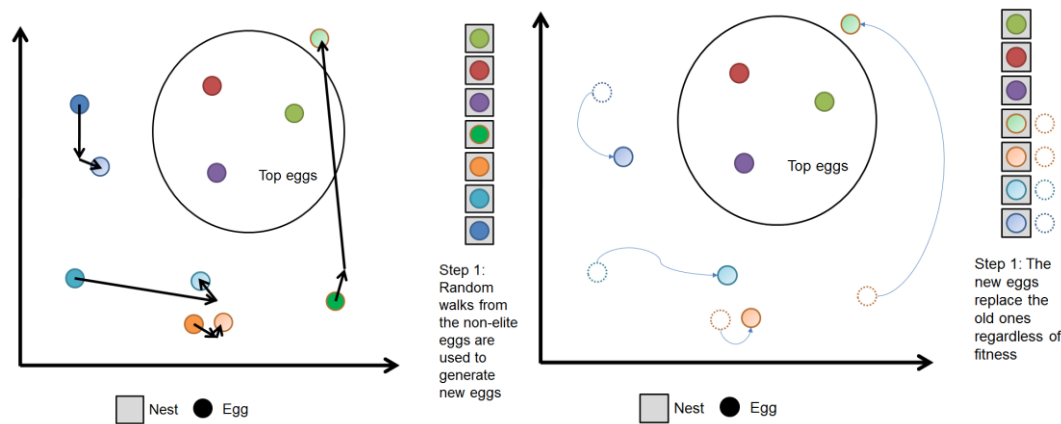 Top eggs
Step 1:
Random
walks from
the non-elite
eggs are
used to
generate
new eggs
Nest
Egg
Top eggs
Step 1: The
new eggs
replace the
old ones
regardless of
fitness
Nest
Egg